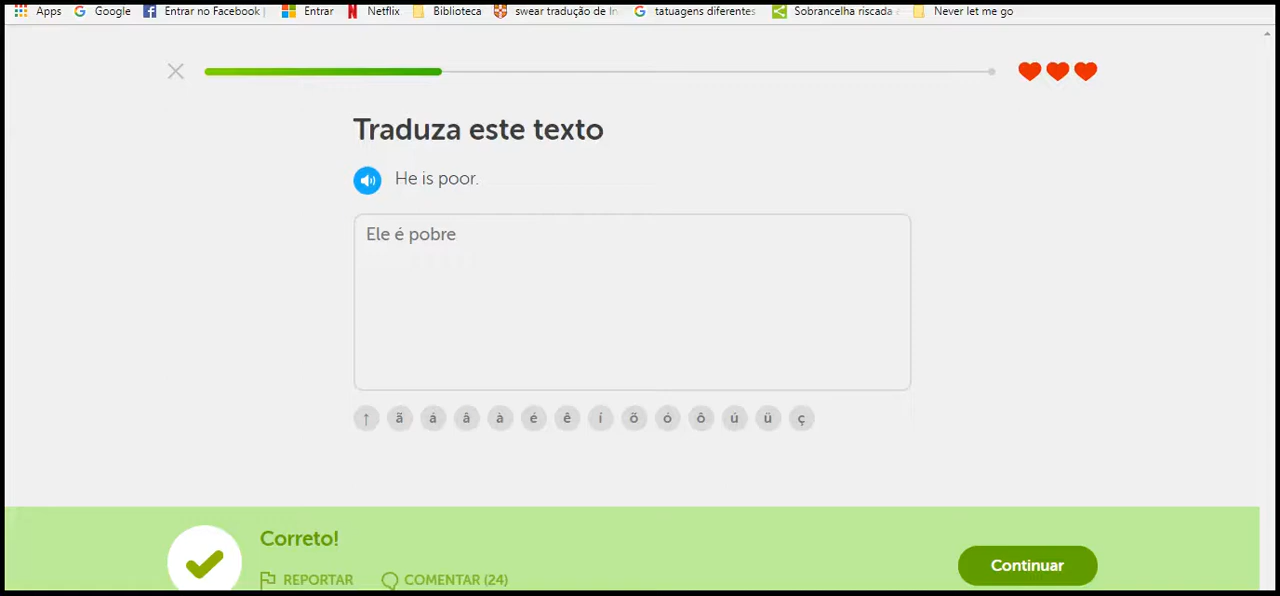 Apps Google Entrar no Facebook | Entrar Netflix Biblioteca swear tradução de In tatuagens diferentes Sobrancelha riscada Never let me go
Traduza este texto
He is poor.
Ele é pobre
↑ ã á â à é ê í õ ó ô ú ü ç
Correto!
REPORTAR COMENTAR (24)
Continuar